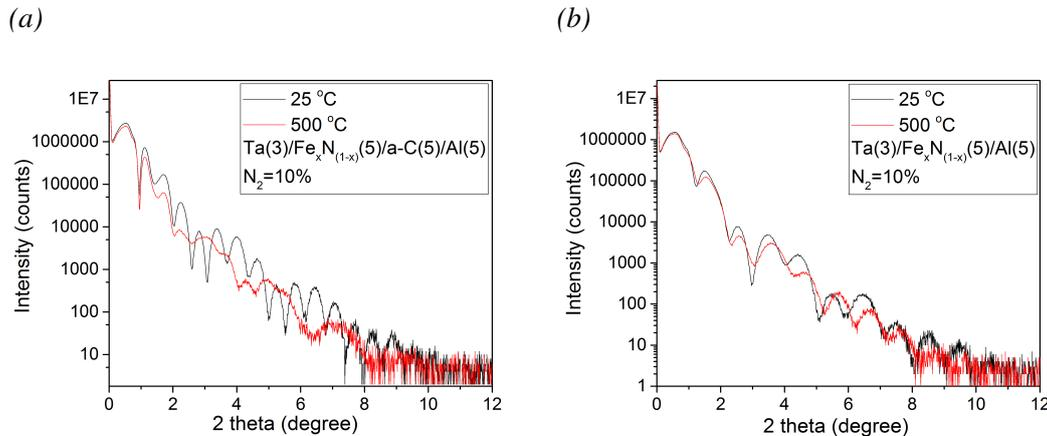 (a)
1E7
1000000
100000
10000
1000
100
10
Intensity (counts)
25 °C
500 °C
Ta(3)/FeₓN₍₁₋ₓ₎(5)/a-C(5)/Al(5)
N₂=10%
0 2 4 6 8 10 12
2 theta (degree)
(b)
1E7
1000000
100000
10000
1000
100
10
1
Intensity (counts)
25 °C
500 °C
Ta(3)/FeₓN₍₁₋ₓ₎(5)/Al(5)
N₂=10%
0 2 4 6 8 10 12
2 theta (degree)